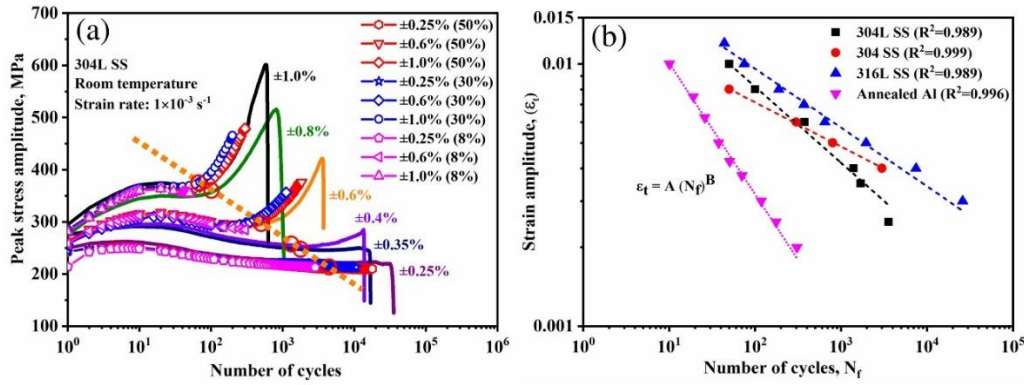 (a)
304L SS
Room temperature
Strain rate: 1×10⁻³ s⁻¹
±1.0%
±0.8%
±0.6%
±0.4%
±0.35%
±0.25%
±0.25% (50%)
±0.6% (50%)
±1.0% (50%)
±0.25% (30%)
±0.6% (30%)
±1.0% (30%)
±0.25% (8%)
±0.6% (8%)
±1.0% (8%)
Peak stress amplitude, MPa
700
600
500
400
300
200
100
10⁰ 10¹ 10² 10³ 10⁴ 10⁵
Number of cycles
(b)
304L SS (R²=0.989)
304 SS (R²=0.999)
316L SS (R²=0.989)
Annealed Al (R²=0.996)
εₜ = A (Nf)ᴮ
Strain amplitude, (εₜ)
0.015
0.01
0.001
10⁰ 10¹ 10² 10³ 10⁴ 10⁵
Number of cycles, Nf